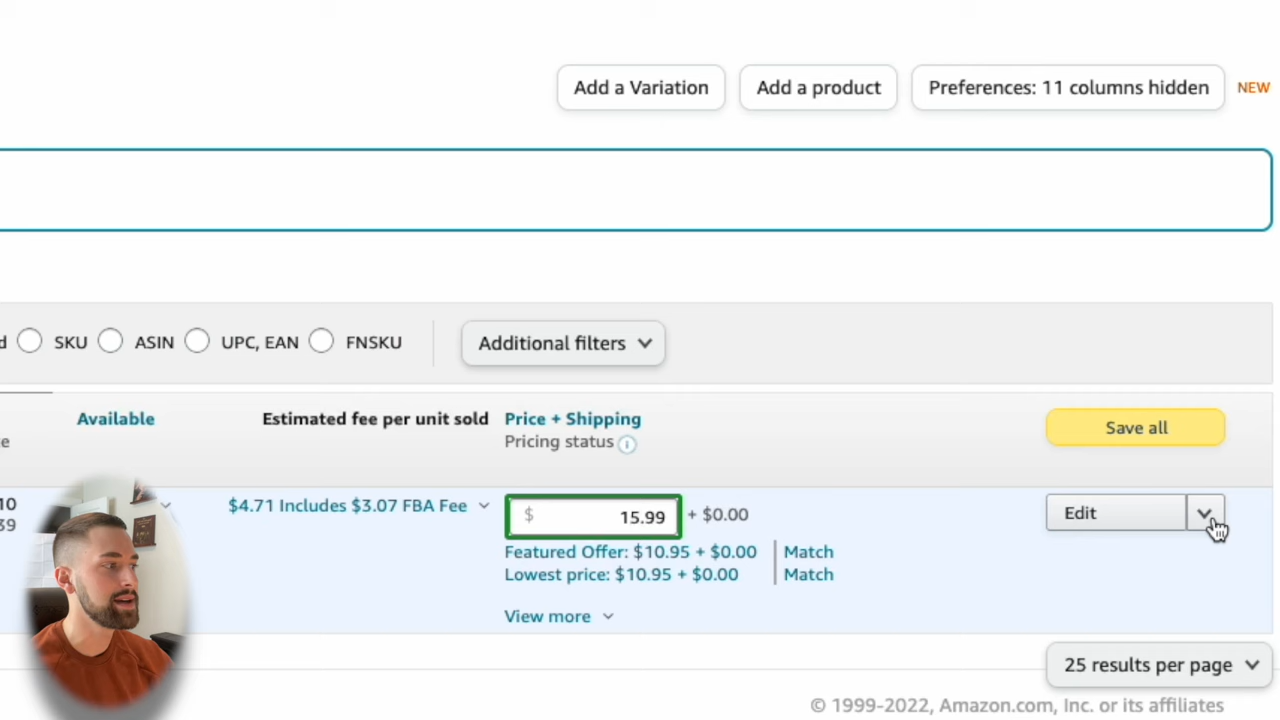 Add a Variation
Add a product
Preferences: 11 columns hidden
NEW
d
SKU
ASIN
UPC, EAN
FNSKU
Additional filters
Available
Estimated fee per unit sold
Price + Shipping
Save all
e
Pricing status
10
39
$4.71 Includes $3.07 FBA Fee
$ 15.99 + $0.00
Edit
Featured Offer: $10.95 + $0.00
Match
Lowest price: $10.95 + $0.00
Match
View more
25 results per page
© 1999-2022, Amazon.com, Inc. or its affiliates